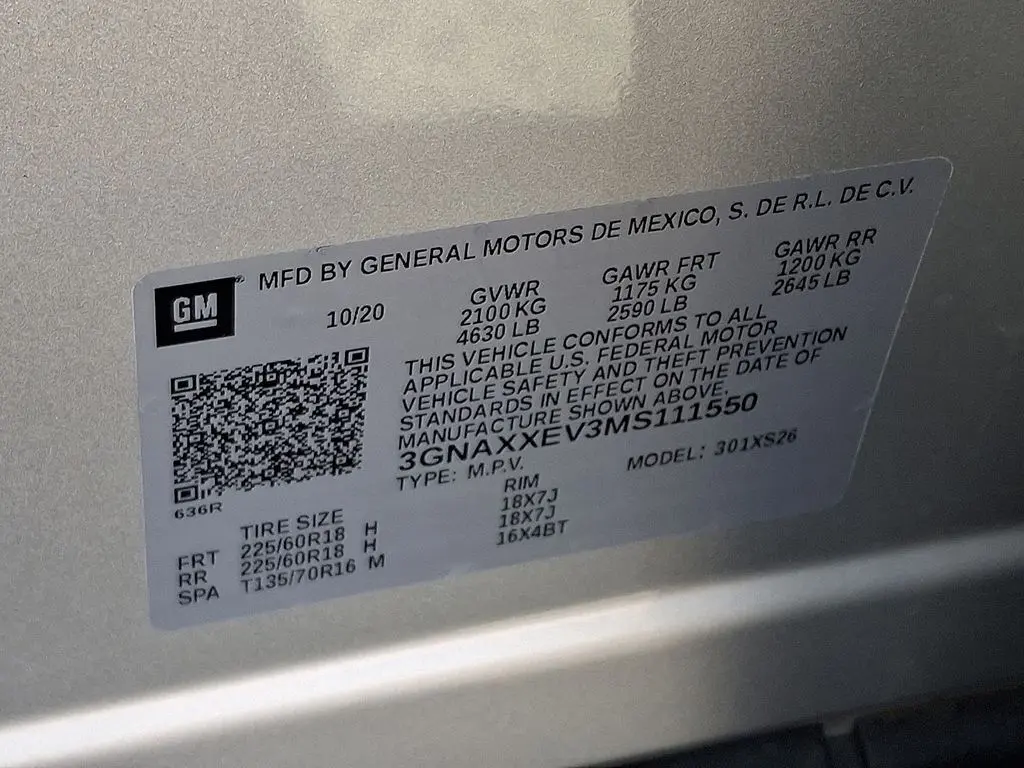 GM
MFD BY GENERAL MOTORS DE MEXICO, S. DE R.L. DE C.V.
10/20
GVWR GAWR FRT GAWR RR
2100 KG 1175 KG 1200 KG
4630 LB 2590 LB 2645 LB
THIS VEHICLE CONFORMS TO ALL
APPLICABLE U.S. FEDERAL MOTOR
VEHICLE SAFETY AND THEFT PREVENTION
STANDARDS IN EFFECT ON THE DATE OF
MANUFACTURE SHOWN ABOVE.
3GNAXXEV3MS111550
TYPE: M.P.V. MODEL: 301XS26
636R
TIRE SIZE RIM
FRT 225/60R18 H 18X7J
RR 225/60R18 H 18X7J
SPA T135/70R16 M 16X4BT